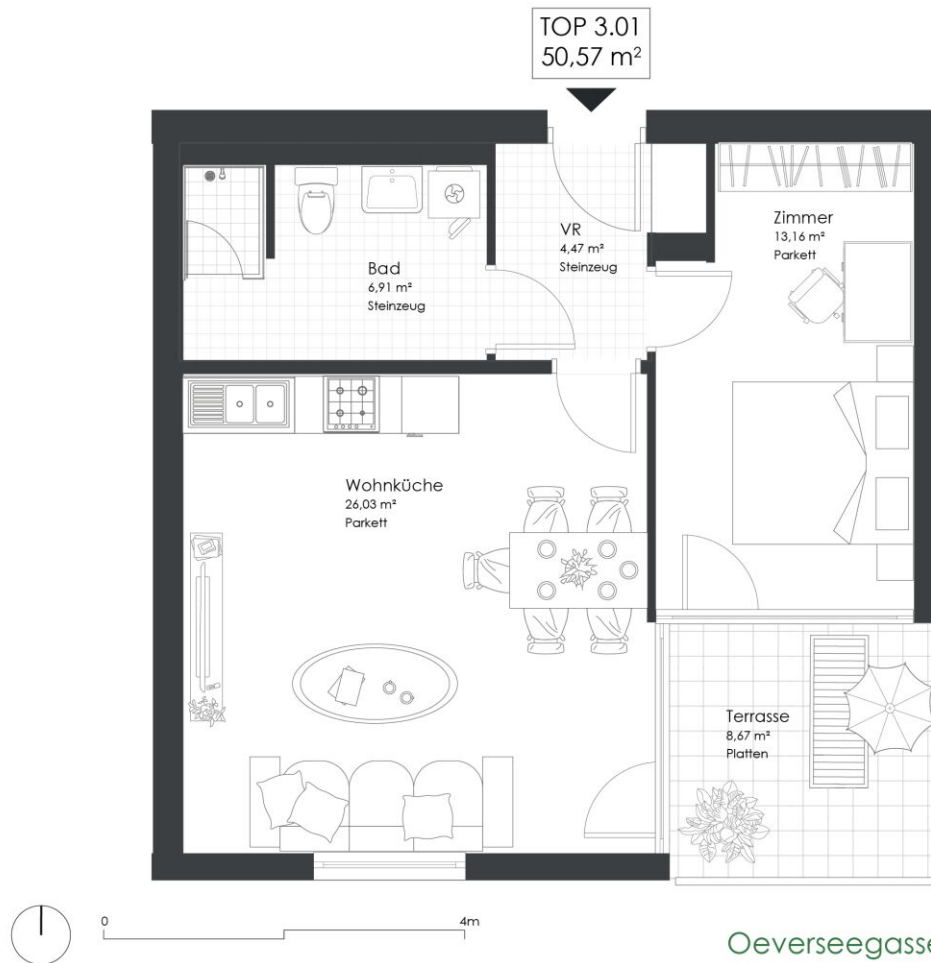 TOP 3.01
50,57 m²
VR
4,47 m²
Steinzeug
Zimmer
13,16 m²
Parkett
Bad
6,91 m²
Steinzeug
Wohnküche
26,03 m²
Parkett
Terrasse
8,67 m²
Platten
0 4m
Oeverseegasse